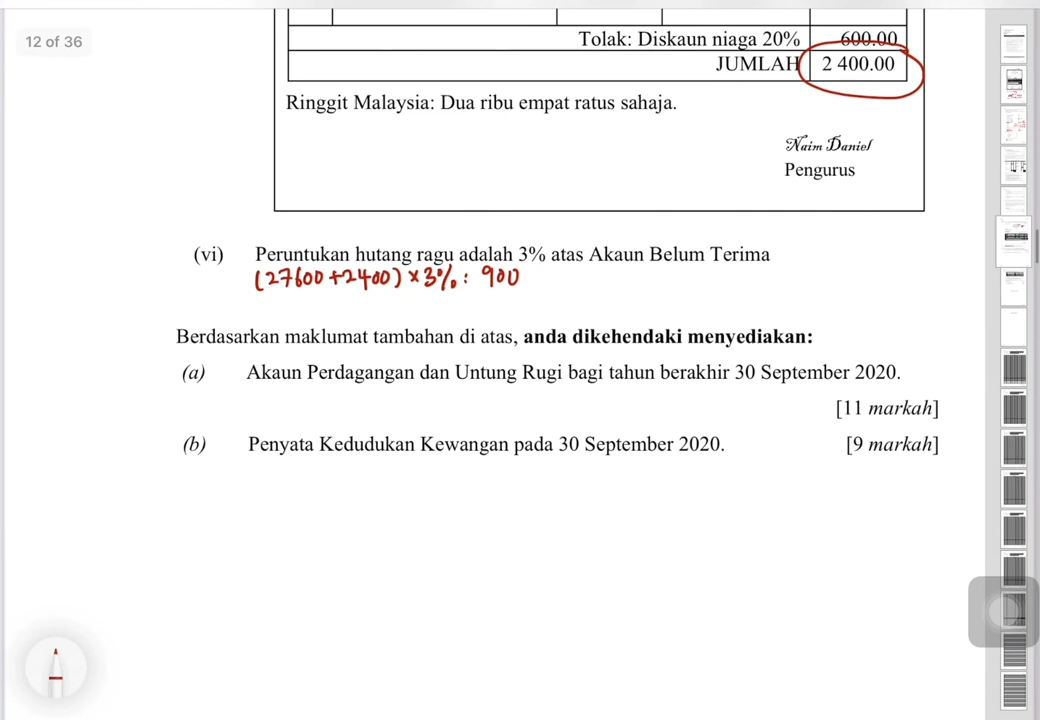 12 of 36
Tolak: Diskaun niaga 20% 600.00
JUMLAH 2 400.00
Ringgit Malaysia: Dua ribu empat ratus sahaja.
Naim Daniel
Pengurus
(vi) Peruntukan hutang ragu adalah 3% atas Akaun Belum Terima
(27600 + 2400) × 3% : 900
Berdasarkan maklumat tambahan di atas, anda dikehendaki menyediakan:
(a) Akaun Perdagangan dan Untung Rugi bagi tahun berakhir 30 September 2020.
[11 markah]
(b) Penyata Kedudukan Kewangan pada 30 September 2020. [9 markah]